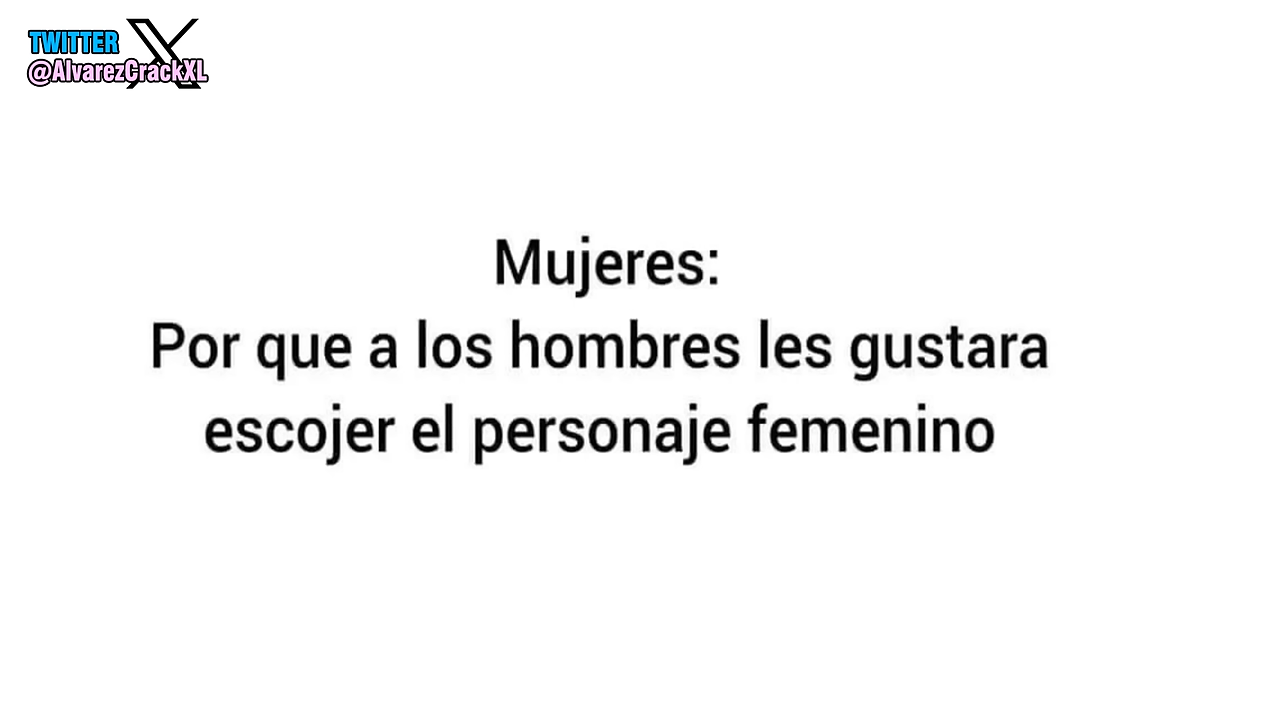 TWITTER
@AlvarezCrackXL
Mujeres:
Por que a los hombres les gustara
escojer el personaje femenino